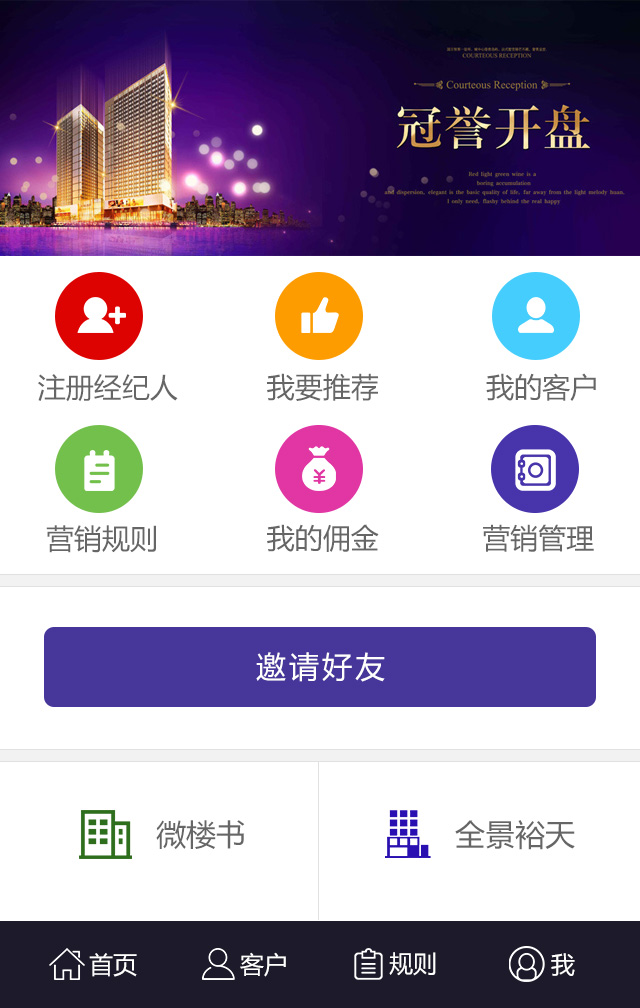 COURTEOUS RECEPTION
Courteous Reception
冠誉开盘
Red light green wine is a
boring accumulation
and dispersion, elegant is the basic quality of life, far away from the light melody huan.
I only need, flashy behind the real happy
注册经纪人
我要推荐
我的客户
营销规则
¥
我的佣金
营销管理
邀请好友
微楼书
全景裕天
首页
客户
规则
我